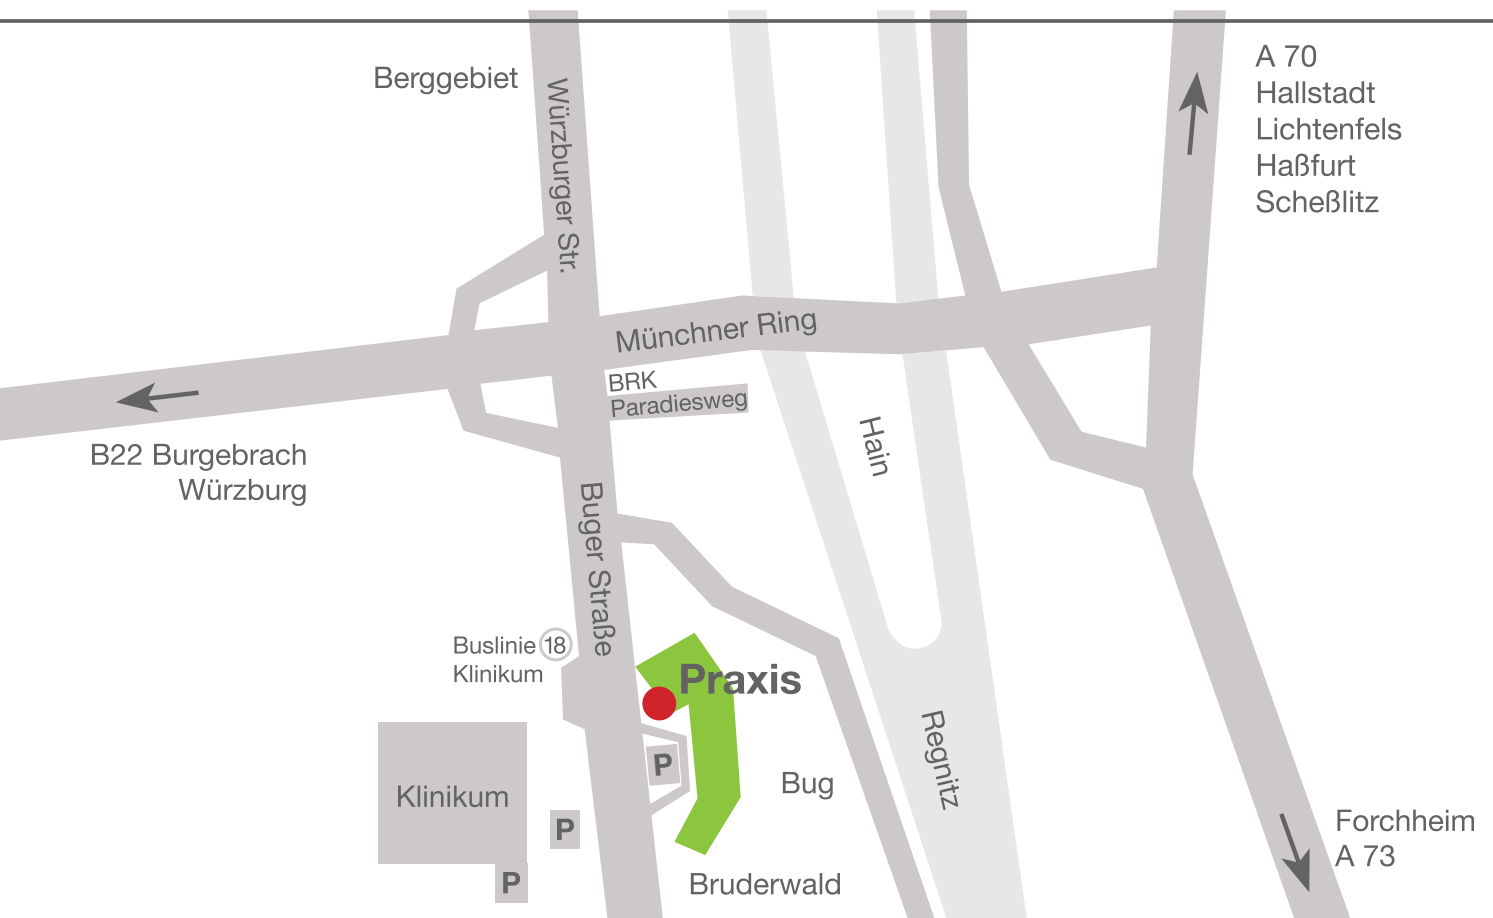 Berggebiet
Würzburger Str.
A 70
Hallstadt
Lichtenfels
Haßfurt
Scheßlitz
Münchner Ring
BRK
Paradiesweg
B22 Burgebrach
Würzburg
Hain
Buger Straße
Buslinie 18
Klinikum
Praxis
P
Regnitz
Klinikum
Bug
P
P
Bruderwald
Forchheim
A 73